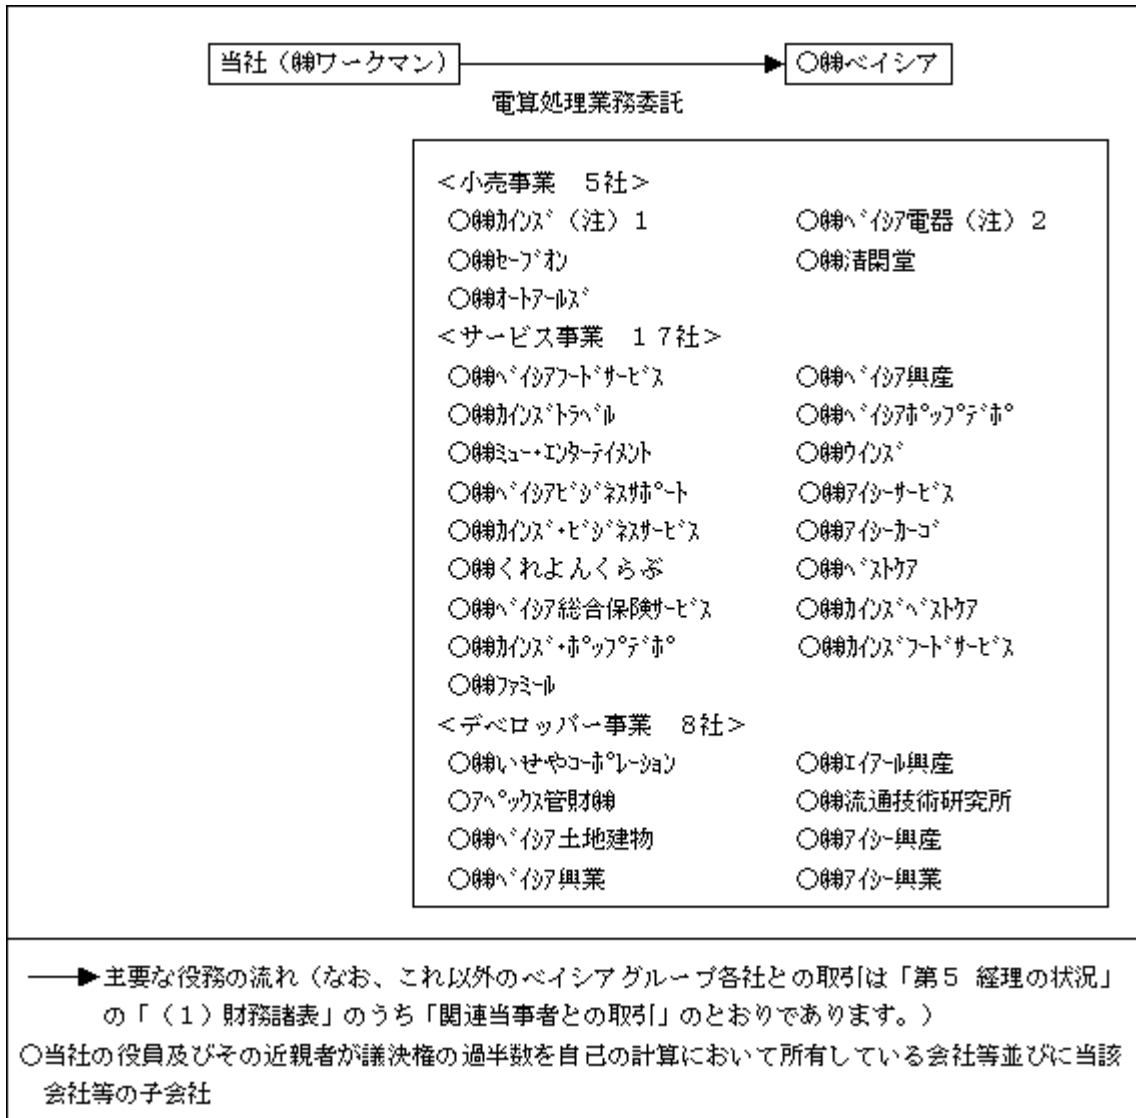 当社（㈱ワークマン） ○㈱ベイシア
電算処理業務委託
＜小売事業　５社＞
○㈱ｶｲﾝｽﾞ（注）１ ○㈱ﾍﾞｲｼｱ電器（注）２
○㈱ｾｰﾌﾞｵﾝ ○㈱清閑堂
○㈱ｵｰﾄｱｰﾙｽﾞ
＜サービス事業　１７社＞
○㈱ﾍﾞｲｼｱﾌｰﾄﾞｻｰﾋﾞｽ ○㈱ﾍﾞｲｼｱ興産
○㈱ｶｲﾝｽﾞﾄﾗﾍﾞﾙ ○㈱ﾍﾞｲｼｱﾎﾟｯﾌﾟﾃﾞﾎﾟ
○㈱ﾐｭｰ･ｴﾝﾀｰﾃｲﾒﾝﾄ ○㈱ｳｲﾝｽﾞ
○㈱ﾍﾞｲｼｱﾋﾞｼﾞﾈｽｻﾎﾟｰﾄ ○㈱ｱｲｼｰｻｰﾋﾞｽ
○㈱ｶｲﾝｽﾞ･ﾋﾞｼﾞﾈｽｻｰﾋﾞｽ ○㈱ｱｲｼｰｶｰｺﾞ
○㈱くれよんくらぶ ○㈱ﾍﾞｽﾄｹｱ
○㈱ﾍﾞｲｼｱ総合保険ｻｰﾋﾞｽ ○㈱ｶｲﾝｽﾞﾍﾞｽﾄｹｱ
○㈱ｶｲﾝｽﾞ･ﾎﾟｯﾌﾟﾃﾞﾎﾟ ○㈱ｶｲﾝｽﾞﾌｰﾄﾞｻｰﾋﾞｽ
○㈱ﾌｧﾐｰﾙ
＜デベロッパー事業　８社＞
○㈱いせやｺｰﾎﾟﾚｰｼｮﾝ ○㈱ｴｲｱｰﾙ興産
○ｱﾍﾟｯｸｽ管財㈱ ○㈱流通技術研究所
○㈱ﾍﾞｲｼｱ土地建物 ○㈱ｱｲｼｰ興産
○㈱ﾍﾞｲｼｱ興業 ○㈱ｱｲｼｰ興業
主要な役務の流れ（なお、これ以外のベイシアグループ各社との取引は「第５ 経理の状況」
の「（１）財務諸表」のうち「関連当事者との取引」のとおりであります。）
○当社の役員及びその近親者が議決権の過半数を自己の計算において所有している会社等並びに当該
会社等の子会社